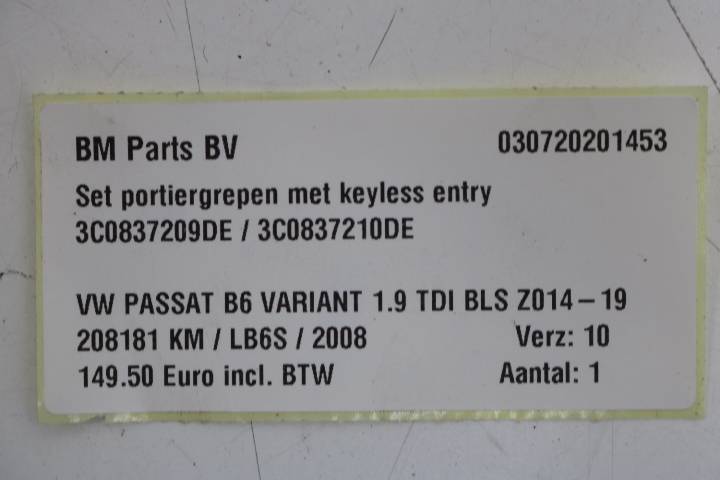 BM Parts BV 030720201453
Set portiergrepen met keyless entry
3C0837209DE / 3C0837210DE
VW PASSAT B6 VARIANT 1.9 TDI BLS Z014-19
208181 KM / LB6S / 2008 Verz: 10
149.50 Euro incl. BTW Aantal: 1